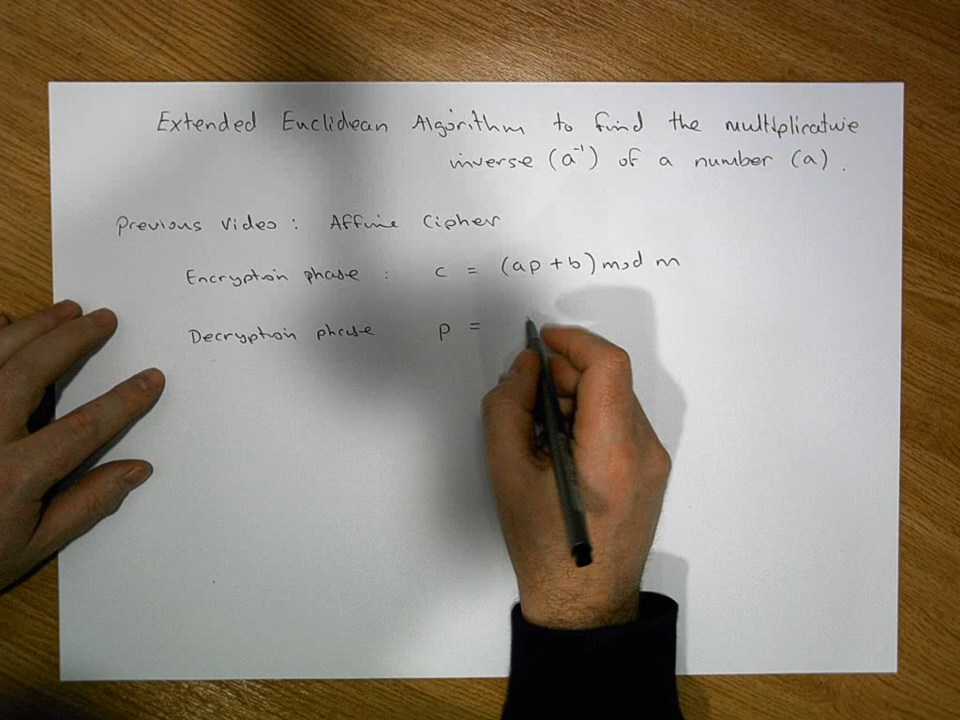 Extended Euclidean Algorithm to find the multiplicative
inverse (a⁻¹) of a number (a).
Previous Video: Affine Cipher
Encryption phase : c = (ap + b) mod m
Decryption phase p =